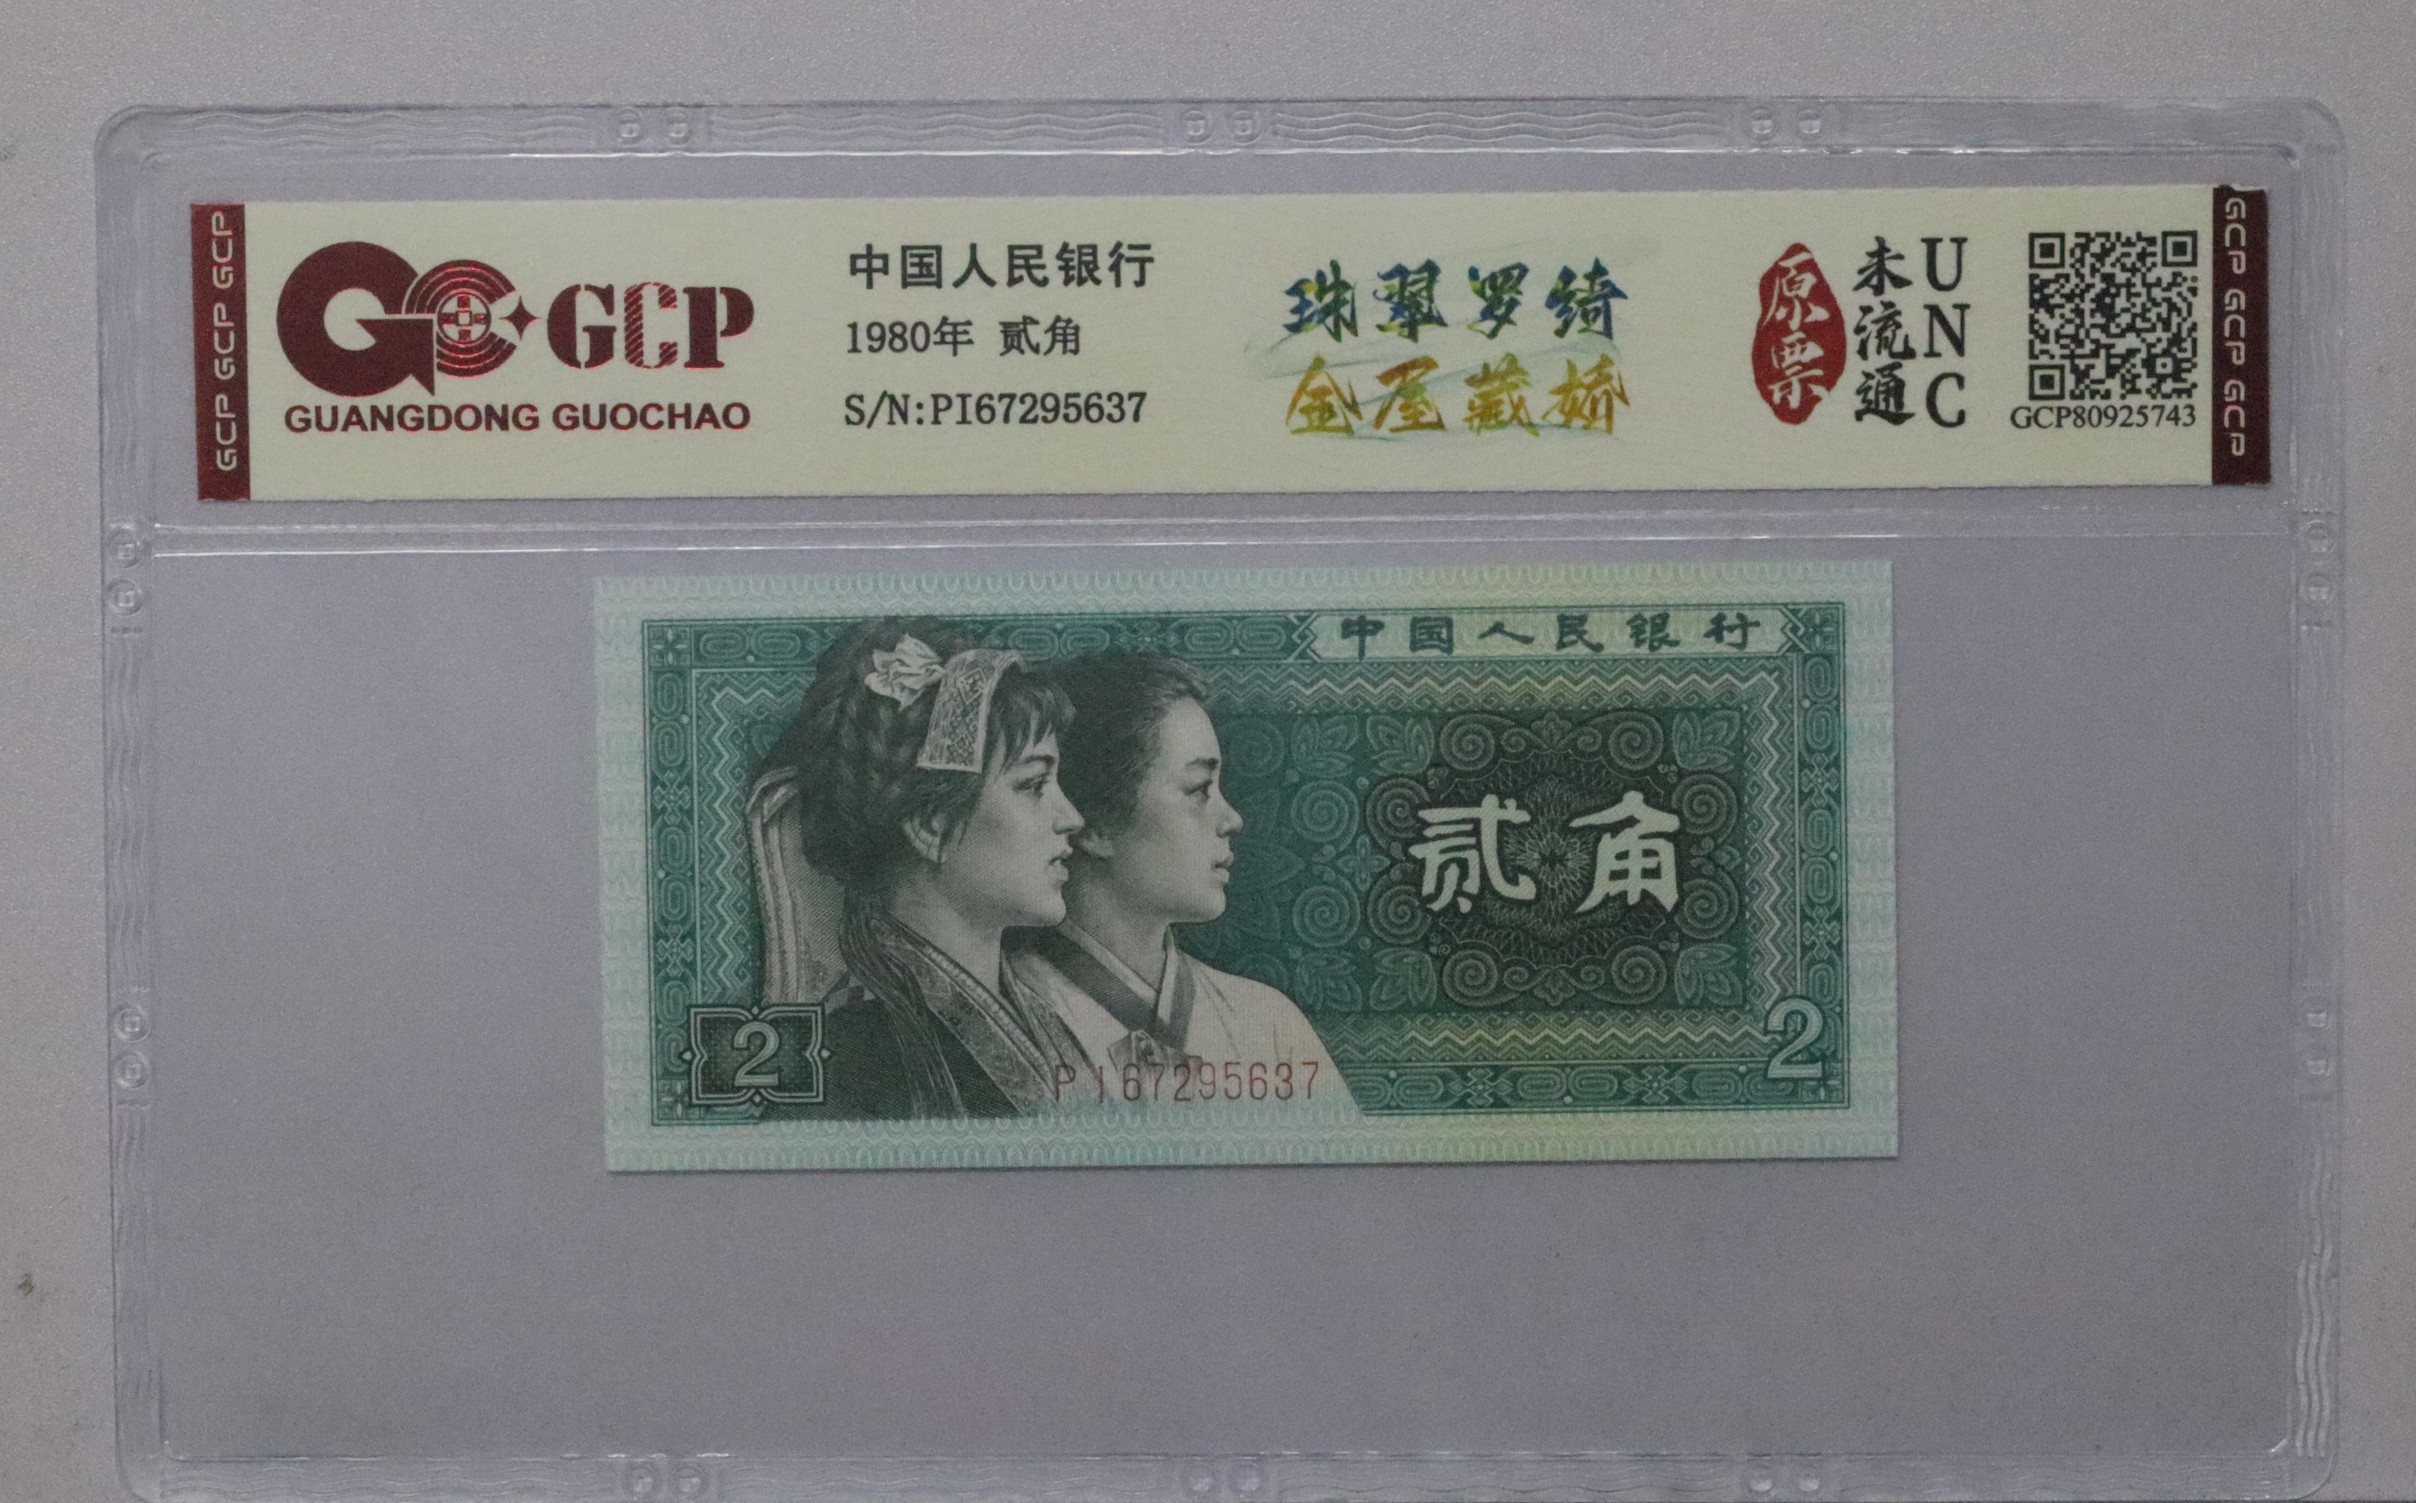 GCP GCP GCP
GCP
GUANGDONG GUOCHAO
中国人民银行
1980年 贰角
S/N:PI67295637
珠翠罗绮
金屋藏娇
原票
未流通
UNC
GCP80925743
GCP GCP GCP
中国人民银行
贰角
2
PI67295637
2